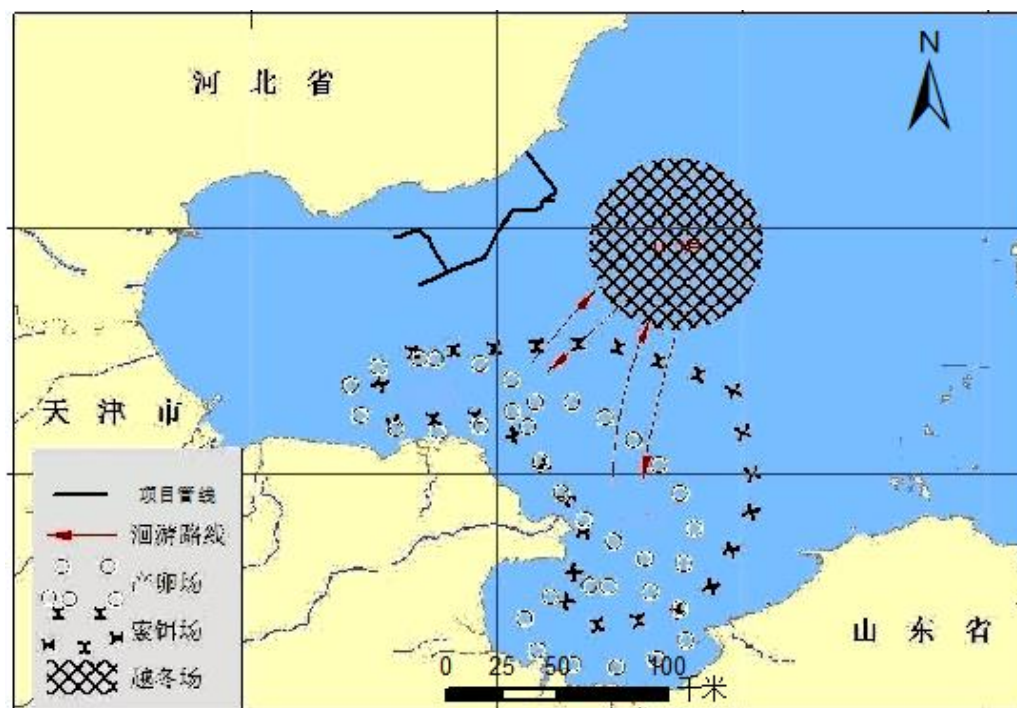 河 北 省
N
天 津 市
项目管线
洄游路线
产卵场
索饵场
越冬场
山 东 省
0 25 50 100
千米